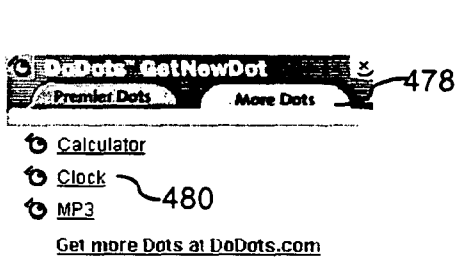 DoDots™ GetNewDot x
Premier Dots More Dots 478
Calculator
Clock 480
MP3
Get more Dots at DoDots.com